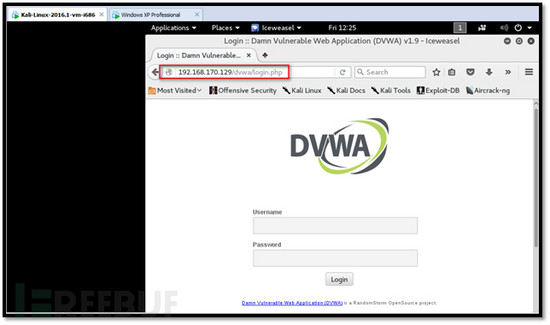 Kali-Linux-2016.1-vm-i686 Windows XP Professional
Applications Places Iceweasel Fri 12:25 1
Login :: Damn Vulnerable Web Application (DVWA) v1.9 - Iceweasel
Login :: Damn Vulnerable...
192.168.170.129/dvwa/login.php Search
Most Visited Offensive Security Kali Linux Kali Docs Kali Tools Exploit-DB Aircrack-ng
DVWA
Username
Password
Login
Damn Vulnerable Web Application (DVWA) is a RandomStorm OpenSource project.
REEBUF